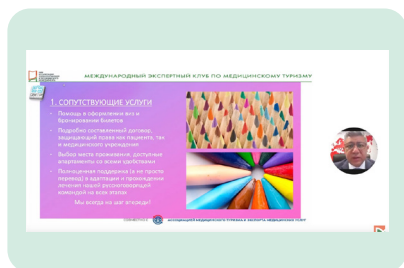 МЕЖДУНАРОДНЫЙ ЭКСПЕРТНЫЙ КЛУБ ПО МЕДИЦИНСКОМУ ТУРИЗМУ
1. СОПУТСТВУЮЩИЕ УСЛУГИ
Помощь в оформлении виз и
бронировании билетов
Подробно составленный договор,
защищающий права как пациента, так
и медицинского учреждения
Выбор места проживания, доступные
апартаменты со всеми удобствами
Полноценная поддержка (а не просто
перевод) в адаптации и прохождении
лечения нашей русскоговорящей
командой на всех этапах
Мы всегда на шаг впереди!
АССОЦИАЦИЯ МЕДИЦИНСКОГО ТУРИЗМА И ЭКСПОРТА МЕДИЦИНСКИХ УСЛУГ